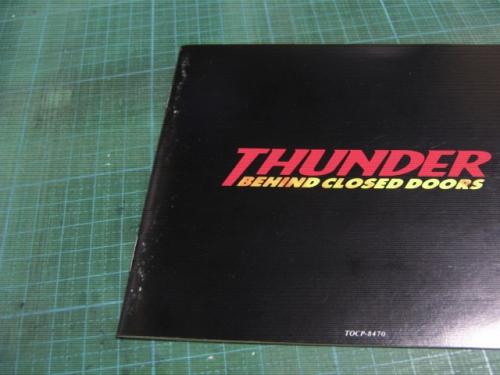 THUNDER
BEHIND CLOSED DOORS
TOCP-8470